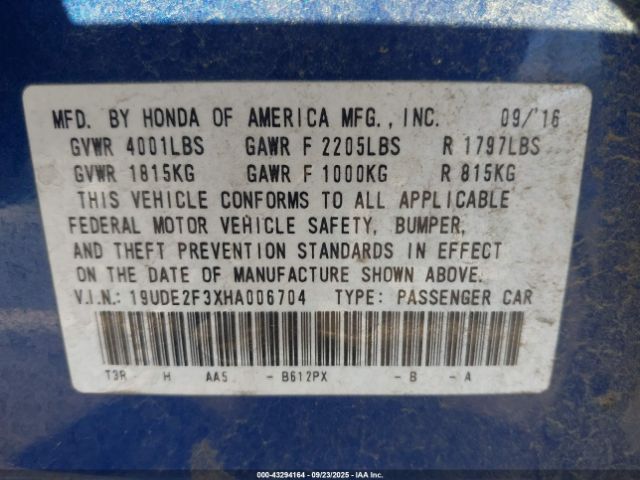 MFD. BY HONDA OF AMERICA MFG., INC. 09/'16
GVWR 4001LBS GAWR F 2205LBS R 1797LBS
GVWR 1815KG GAWR F 1000KG R 815KG
THIS VEHICLE CONFORMS TO ALL APPLICABLE
FEDERAL MOTOR VEHICLE SAFETY, BUMPER,
AND THEFT PREVENTION STANDARDS IN EFFECT
ON THE DATE OF MANUFACTURE SHOWN ABOVE.
V.I.N.: 19UDE2F3XHA006704 TYPE: PASSENGER CAR
T3R H AA5 - B612PX - B - A
000-43294164 - 09/23/2025 - IAA Inc.